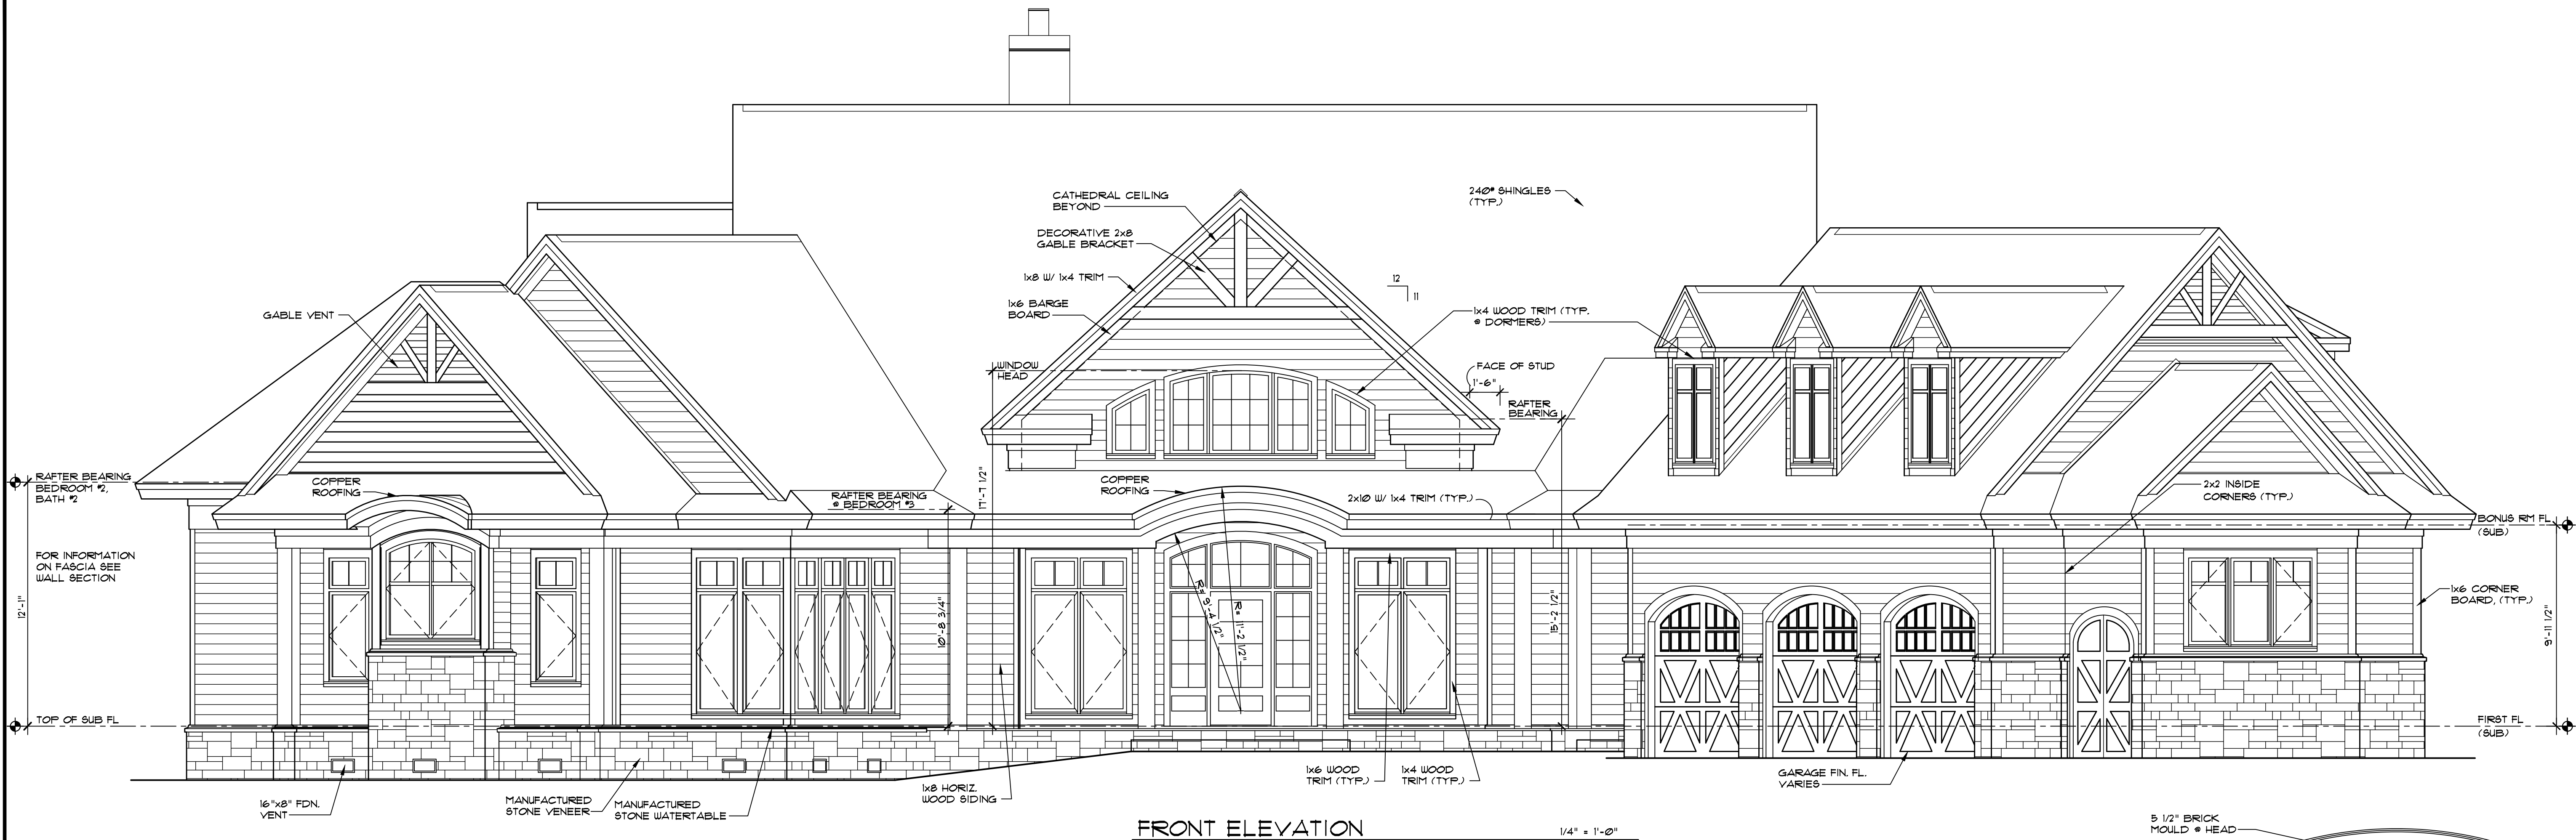 CATHEDRAL CEILING
BEYOND
DECORATIVE 2x8
GABLE BRACKET
1x8 W/ 1x4 TRIM
1x6 BARGE
BOARD
240# SHINGLES
(TYP.)
12
11
1x4 WOOD TRIM (TYP.
@ DORMERS)
GABLE VENT
WINDOW
HEAD
FACE OF STUD
1'-6"
RAFTER
BEARING
RAFTER BEARING
BEDROOM #2,
BATH #2
COPPER
ROOFING
RAFTER BEARING
@ BEDROOM #3
17'-7 1/2"
COPPER
ROOFING
2x10 W/ 1x4 TRIM (TYP.)
2x2 INSIDE
CORNERS (TYP.)
BONUS RM FL
(SUB)
FOR INFORMATION
ON FASCIA SEE
WALL SECTION
12'-1"
10'-8 3/4"
R= 9'-4 1/2"
R= 11'-2 1/2"
15'-2 1/2"
1x6 CORNER
BOARD, (TYP.)
9'-11 1/2"
TOP OF SUB FL
FIRST FL
(SUB)
16"x8" FDN.
VENT
MANUFACTURED
STONE VENEER
MANUFACTURED
STONE WATERTABLE
1x8 HORIZ.
WOOD SIDING
1x6 WOOD
TRIM (TYP.)
1x4 WOOD
TRIM (TYP.)
GARAGE FIN. FL.
VARIES
FRONT ELEVATION
1/4" = 1'-0"
5 1/2" BRICK
MOULD @ HEAD